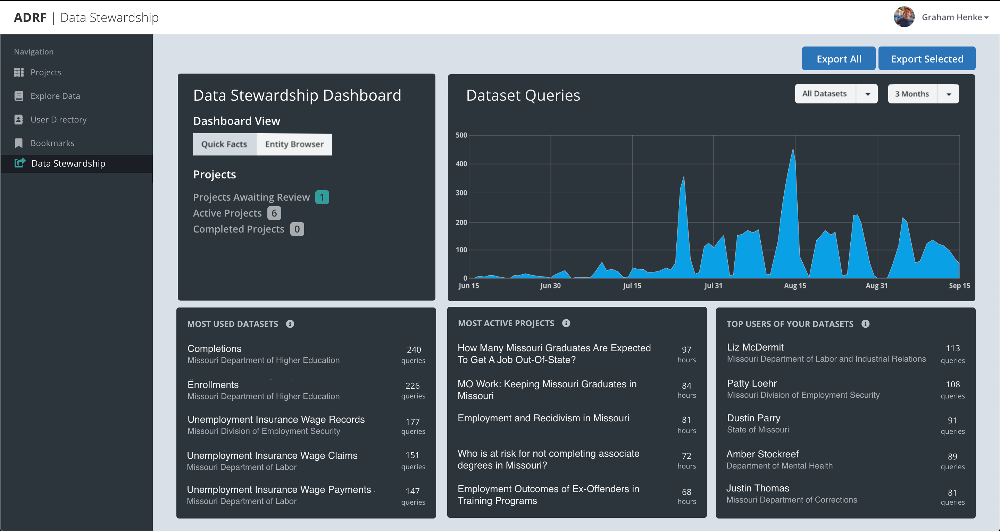 ADRF | Data Stewardship
Graham Henke
Navigation
Projects
Explore Data
User Directory
Bookmarks
Data Stewardship
Export All
Export Selected
Data Stewardship Dashboard
Dashboard View
Quick Facts
Entity Browser
Projects
Projects Awaiting Review 1
Active Projects 6
Completed Projects 0
Dataset Queries
All Datasets
3 Months
500
400
300
200
100
0
Jun 15
Jun 30
Jul 15
Jul 31
Aug 15
Aug 31
Sep 15
MOST USED DATASETS
Completions
Missouri Department of Higher Education
240
queries
Enrollments
Missouri Department of Higher Education
226
queries
Unemployment Insurance Wage Records
Missouri Division of Employment Security
177
queries
Unemployment Insurance Wage Claims
Missouri Department of Labor
151
queries
Unemployment Insurance Wage Payments
Missouri Department of Labor
147
queries
MOST ACTIVE PROJECTS
How Many Missouri Graduates Are Expected
To Get A Job Out-Of-State?
97
hours
MO Work: Keeping Missouri Graduates in
Missouri
84
hours
Employment and Recidivism in Missouri
81
hours
Who is at risk for not completing associate
degrees in Missouri?
72
hours
Employment Outcomes of Ex-Offenders in
Training Programs
68
hours
TOP USERS OF YOUR DATASETS
Liz McDermit
Missouri Department of Labor and Industrial Relations
113
queries
Patty Loehr
Missouri Division of Employment Security
108
queries
Dustin Parry
State of Missouri
91
queries
Amber Stockreef
Department of Mental Health
89
queries
Justin Thomas
Missouri Department of Corrections
81
queries